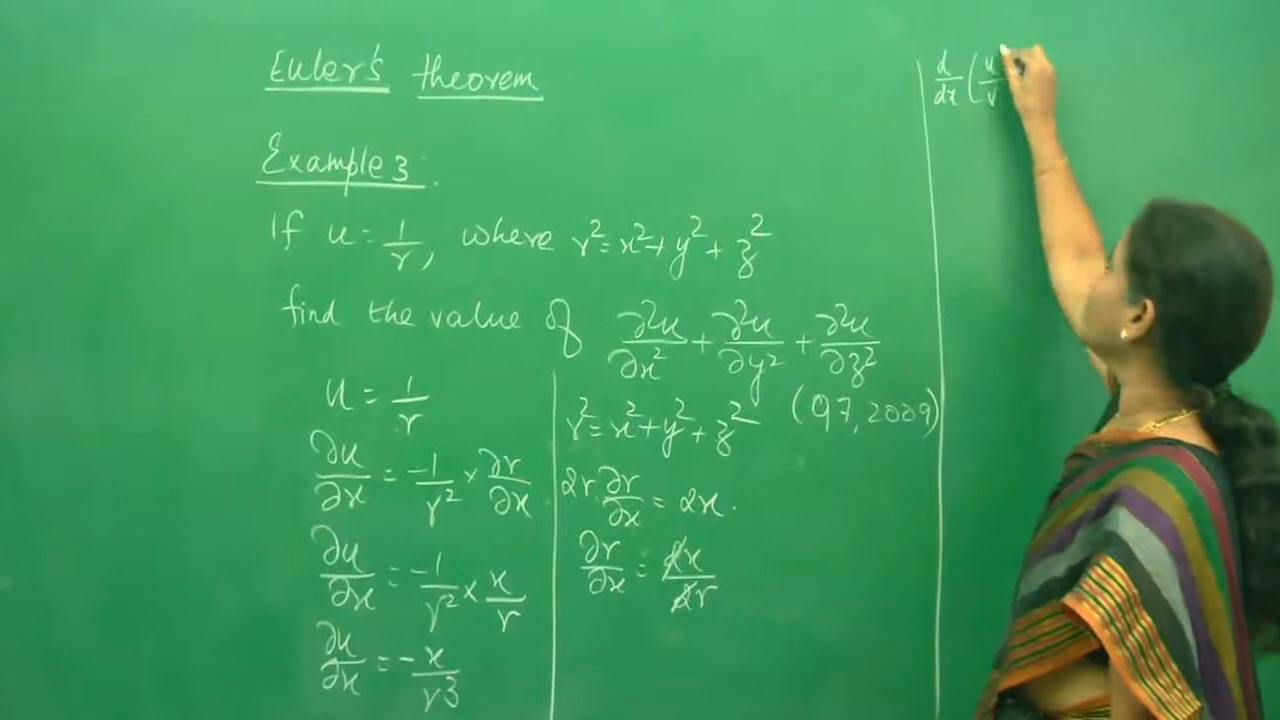 Euler's theorem
Example 3:
If u = 1/r, where r² = x² + y² + z²
find the value of ∂²u/∂x² + ∂²u/∂y² + ∂²u/∂z²
(Q7, 2009)
u = 1/r
∂u/∂x = -1/r² × ∂r/∂x
∂u/∂x = -1/r² × x/r
∂u/∂x = -x/r³
r² = x² + y² + z²
2r ∂r/∂x = 2x.
∂r/∂x = 2x/2r
d/dx (u/v